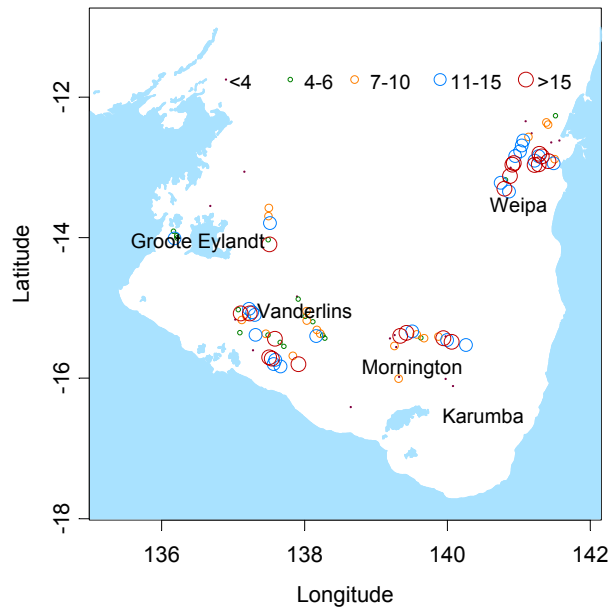 <4 4-6 7-10 11-15 >15
-12
Weipa
-14
Groote Eylandt
Vanderlins
-16
Mornington
Karumba
-18
136 138 140 142
Longitude
Latitude